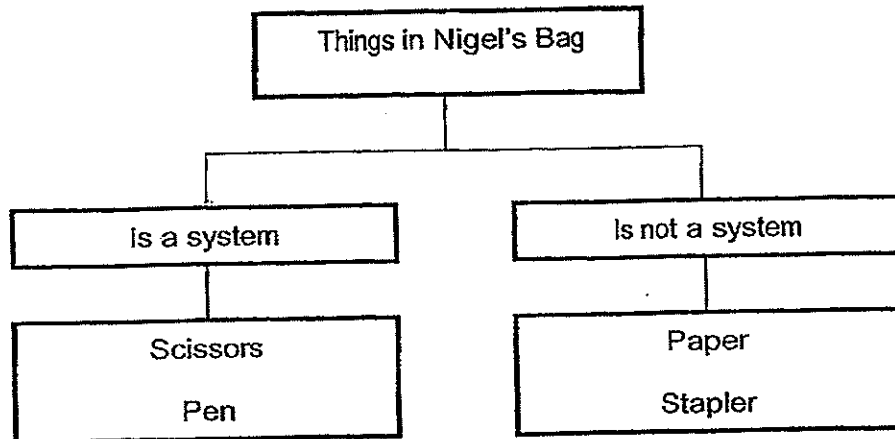 Things in Nigel's Bag
Is a system
Is not a system
Scissors
Pen
Paper
Stapler